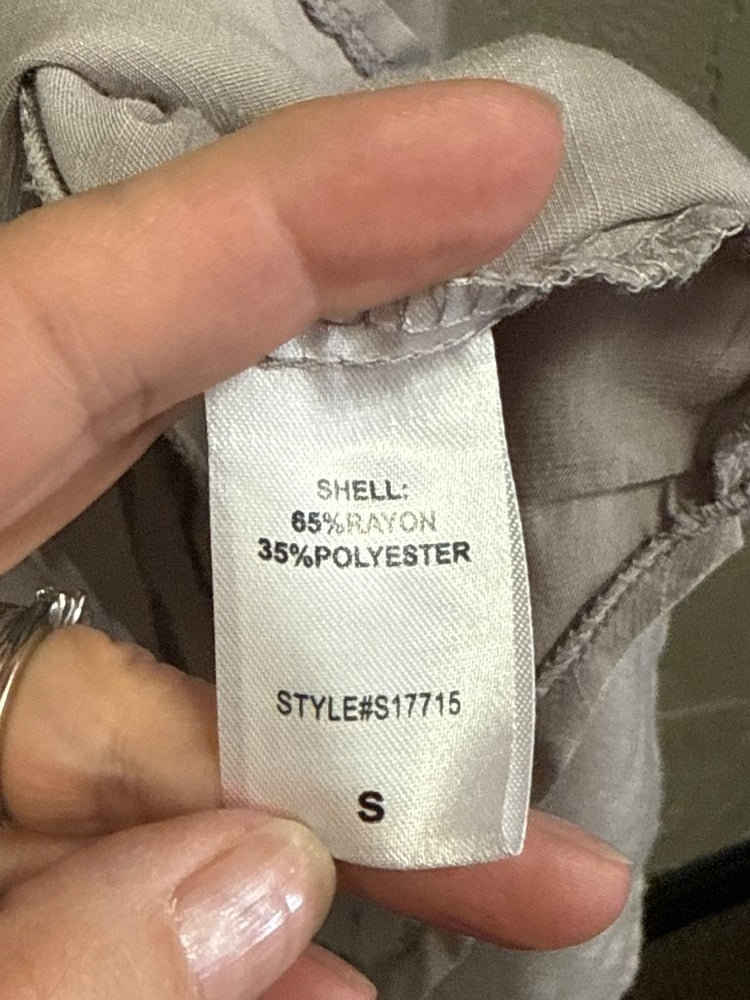 SHELL:
65%RAYON
35%POLYESTER
STYLE#S17715
S